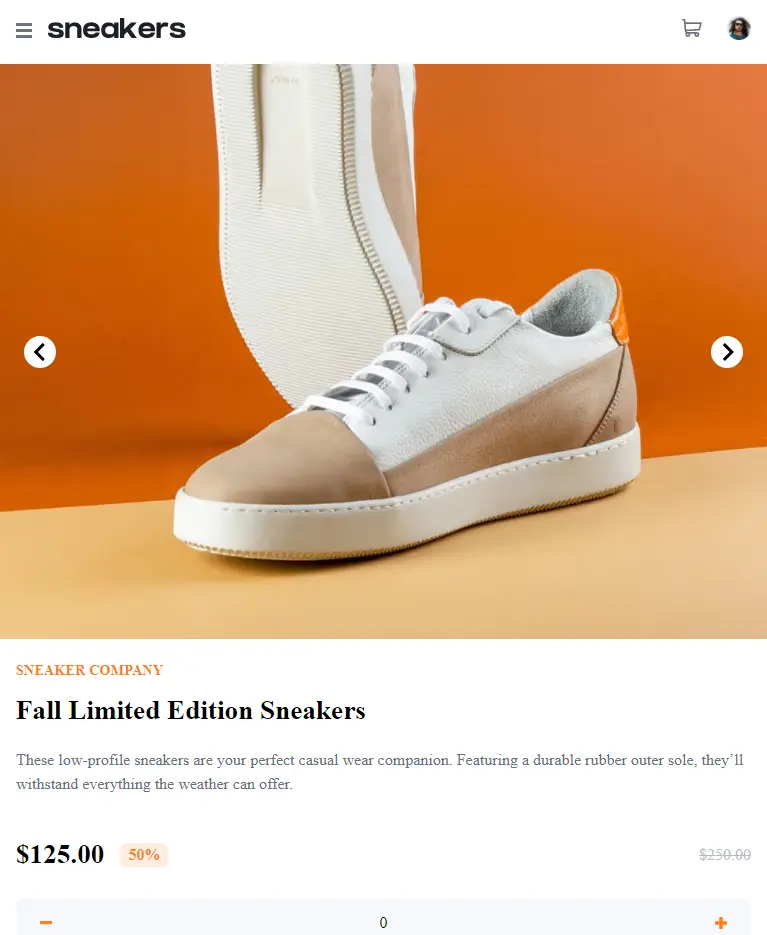 sneakers
SNEAKER COMPANY
Fall Limited Edition Sneakers
These low-profile sneakers are your perfect casual wear companion. Featuring a durable rubber outer sole, they’ll
withstand everything the weather can offer.
$125.00 50% $250.00
0